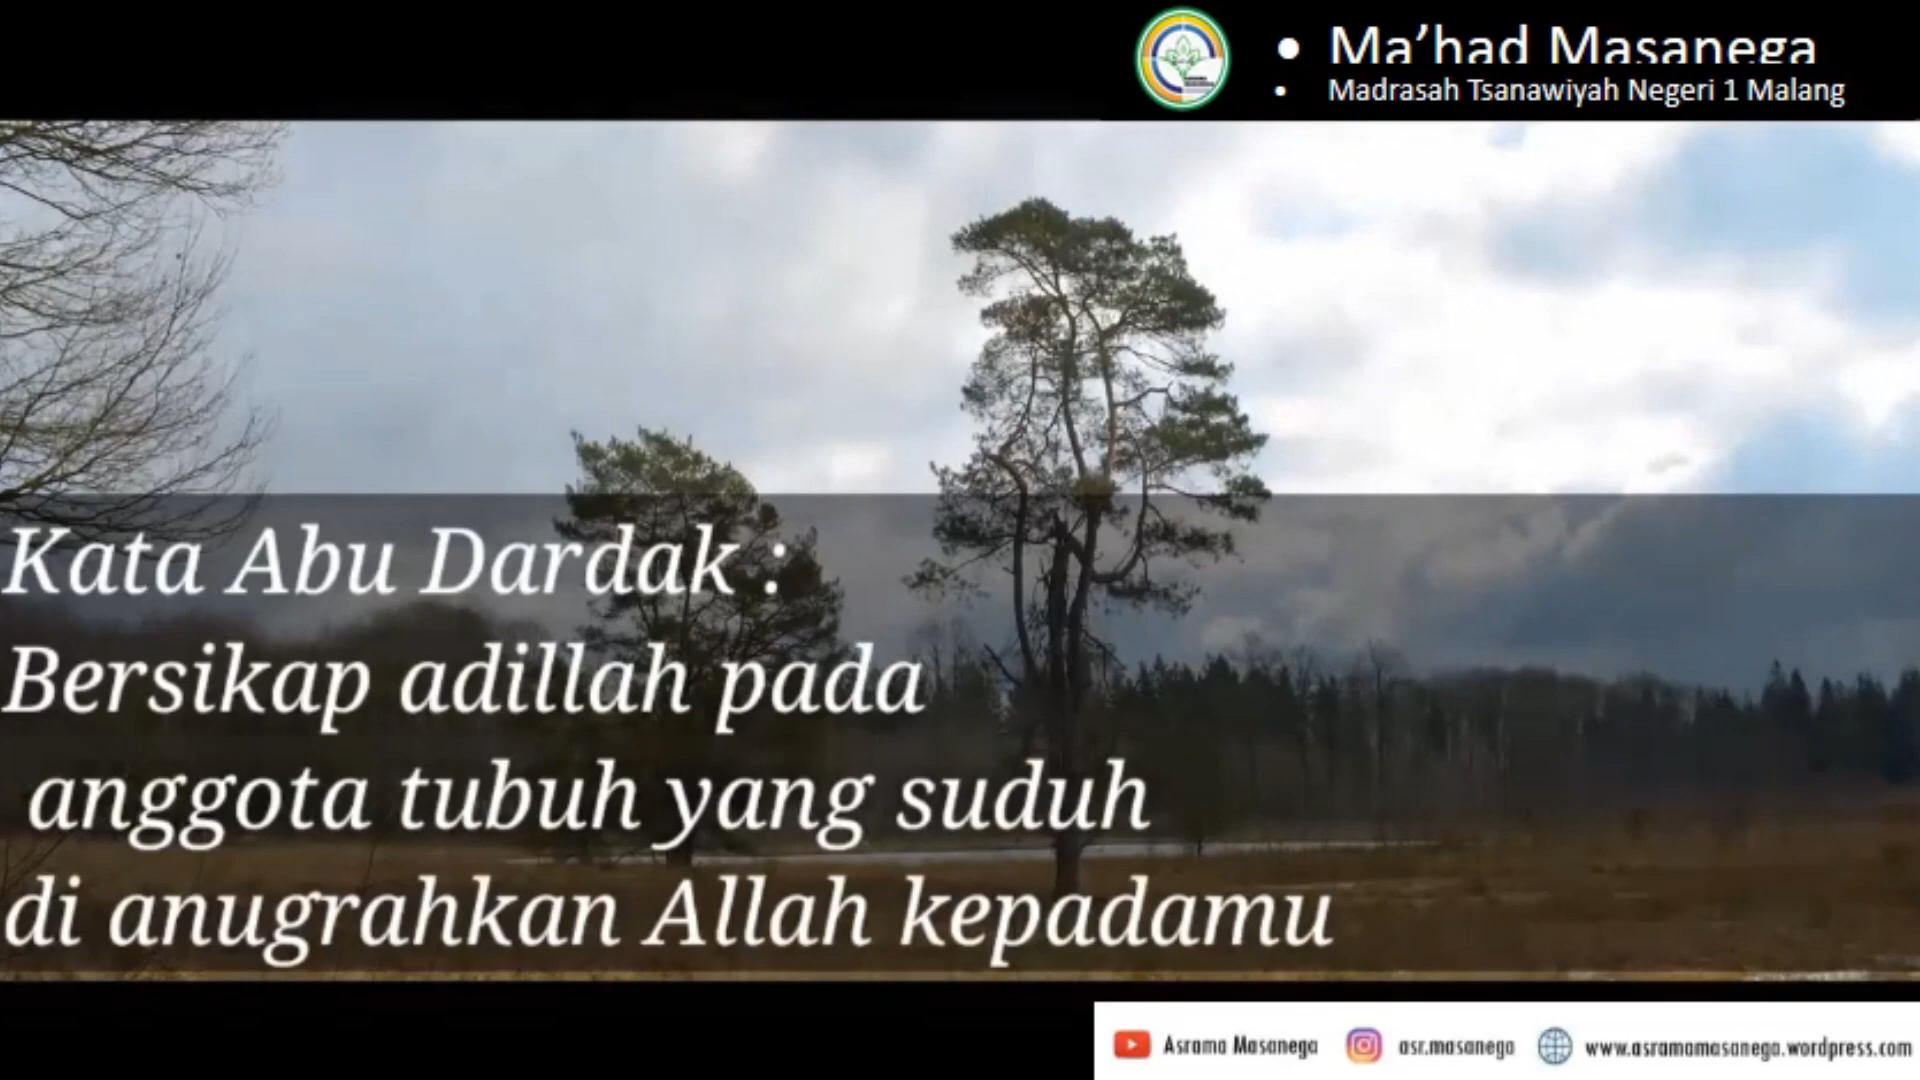 • Ma’had Masanega
• Madrasah Tsanawiyah Negeri 1 Malang
Kata Abu Dardak :
Bersikap adillah pada
anggota tubuh yang suduh
di anugrahkan Allah kepadamu
Asrama Masanega asr.masanega www.asramamasanega.wordpress.com